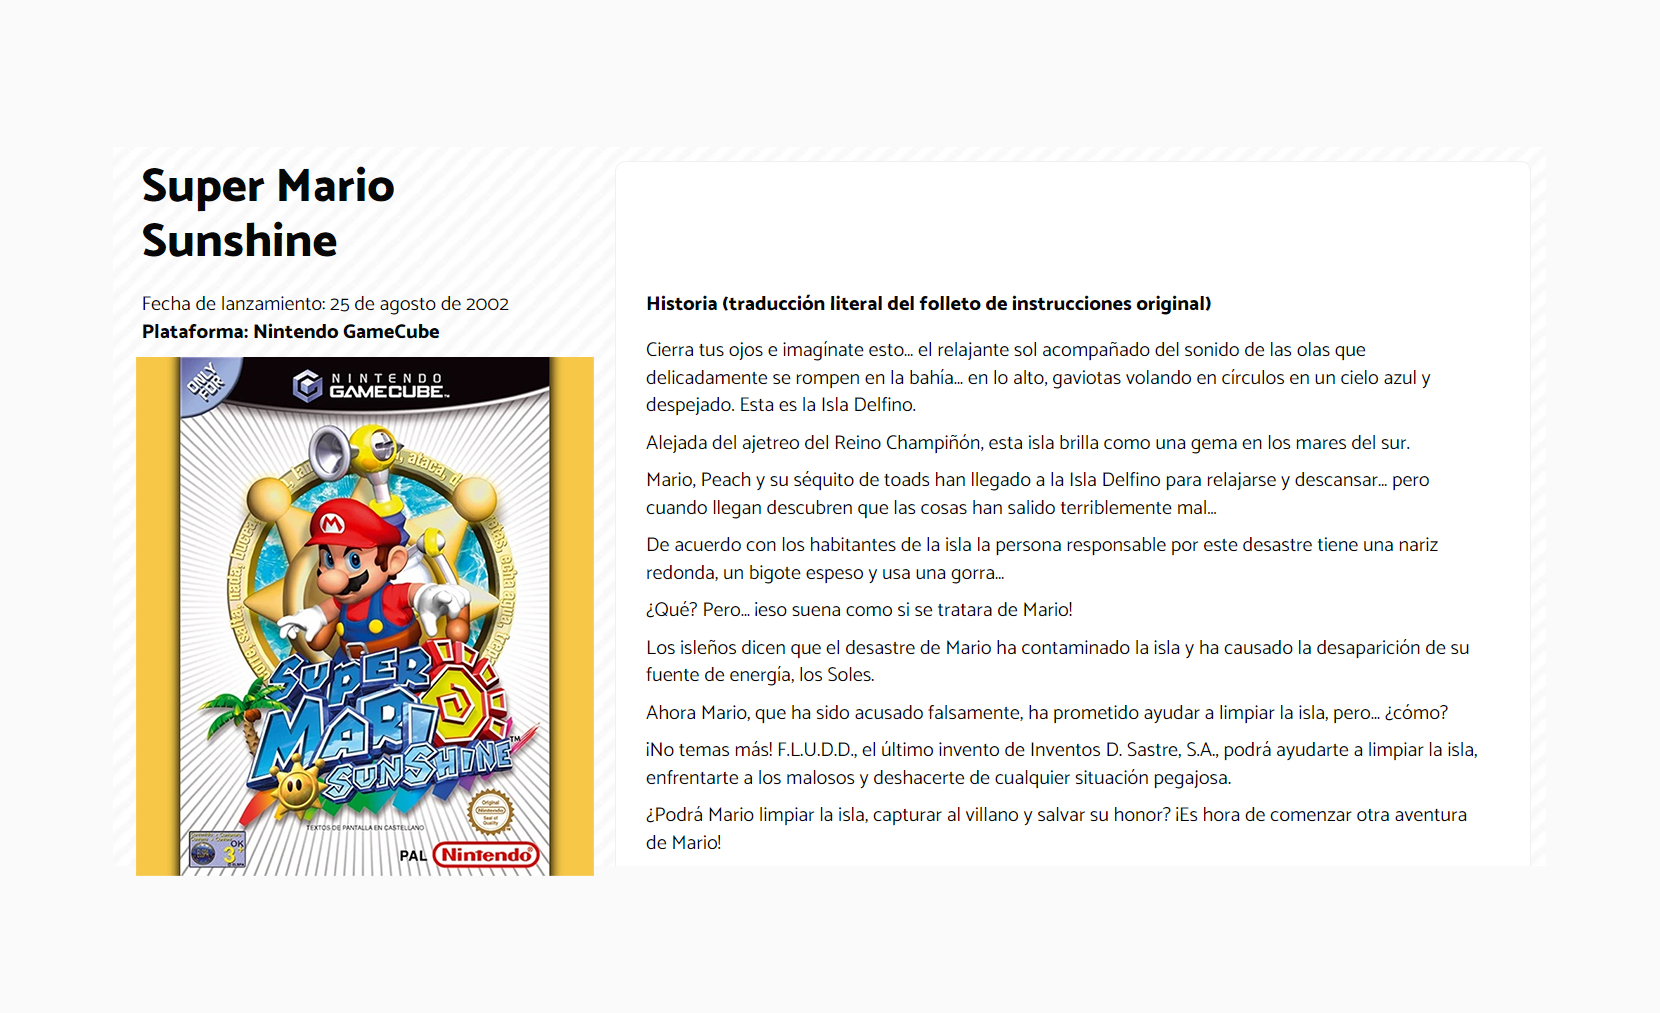 Super Mario
Sunshine
Fecha de lanzamiento: 25 de agosto de 2002
Plataforma: Nintendo GameCube
ONLY
FOR
NINTENDO
GAMECUBE™
SUPER
MARIO
SUNSHINE™
TEXTOS DE PANTALLA EN CASTELLANO
Original
Nintendo
Seal of
Quality
OK
3+
PAL
Nintendo®
Historia (traducción literal del folleto de instrucciones original)
Cierra tus ojos e imagínate esto... el relajante sol acompañado del sonido de las olas que
delicadamente se rompen en la bahía... en lo alto, gaviotas volando en círculos en un cielo azul y
despejado. Esta es la Isla Delfino.
Alejada del ajetreo del Reino Champiñón, esta isla brilla como una gema en los mares del sur.
Mario, Peach y su séquito de toads han llegado a la Isla Delfino para relajarse y descansar... pero
cuando llegan descubren que las cosas han salido terriblemente mal...
De acuerdo con los habitantes de la isla la persona responsable por este desastre tiene una nariz
redonda, un bigote espeso y usa una gorra...
¿Qué? Pero... ¡eso suena como si se tratara de Mario!
Los isleños dicen que el desastre de Mario ha contaminado la isla y ha causado la desaparición de su
fuente de energía, los Soles.
Ahora Mario, que ha sido acusado falsamente, ha prometido ayudar a limpiar la isla, pero... ¿cómo?
¡No temas más! F.L.U.D.D., el último invento de Inventos D. Sastre, S.A., podrá ayudarte a limpiar la isla,
enfrentarte a los malosos y deshacerte de cualquier situación pegajosa.
¿Podrá Mario limpiar la isla, capturar al villano y salvar su honor? ¡Es hora de comenzar otra aventura
de Mario!